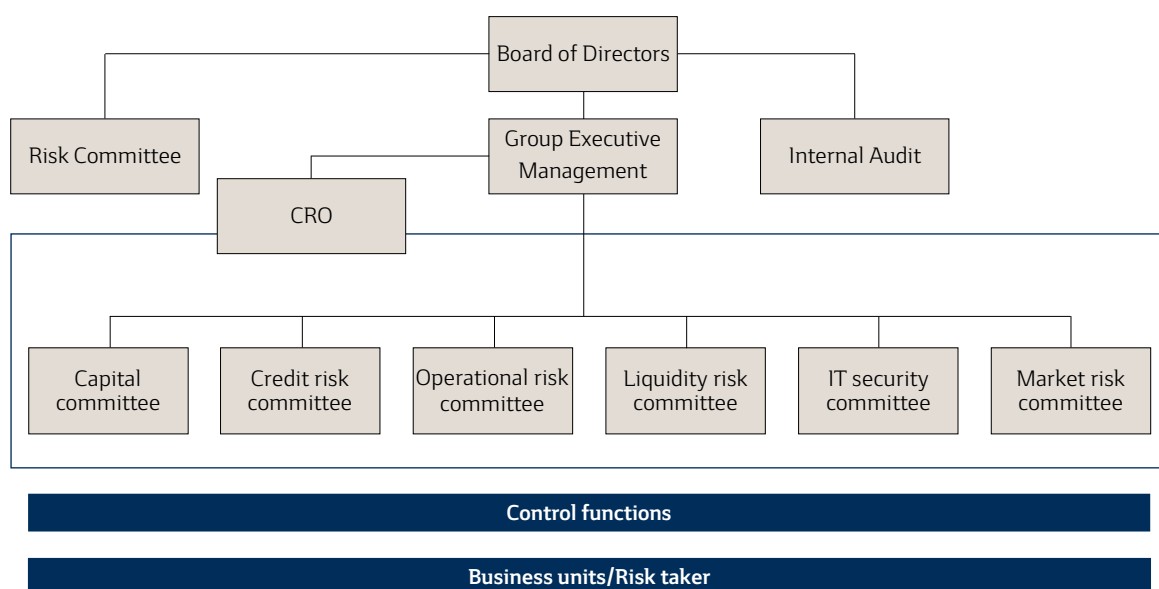 Board of Directors
Risk Committee
Group Executive
Management
Internal Audit
CRO
Capital
committee
Credit risk
committee
Operational risk
committee
Liquidity risk
committee
IT security
committee
Market risk
committee
Control functions
Business units/Risk taker